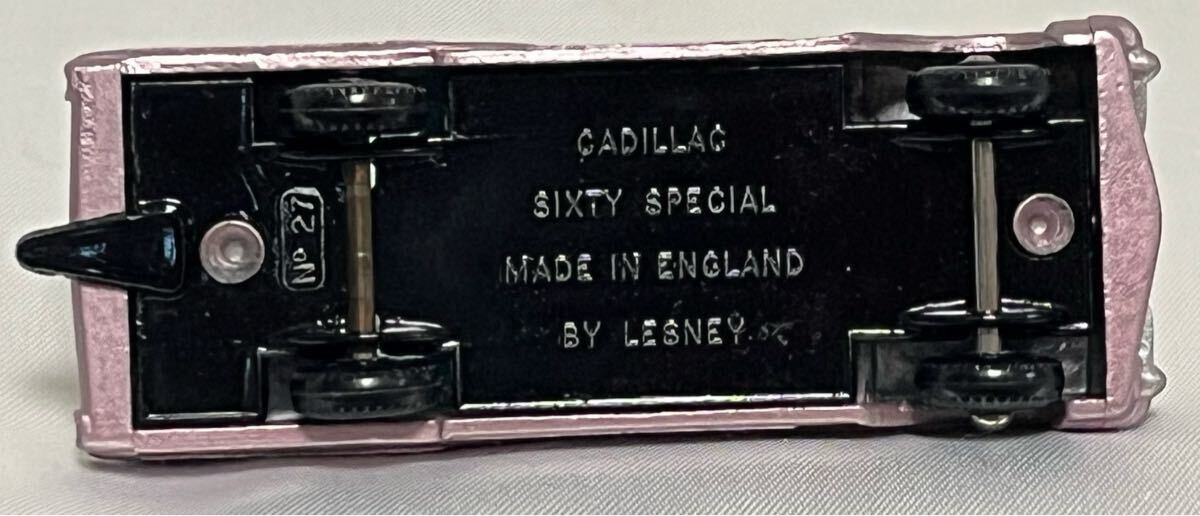 CADILLAC
SIXTY SPECIAL
MADE IN ENGLAND
BY LESNEY
Nº 27